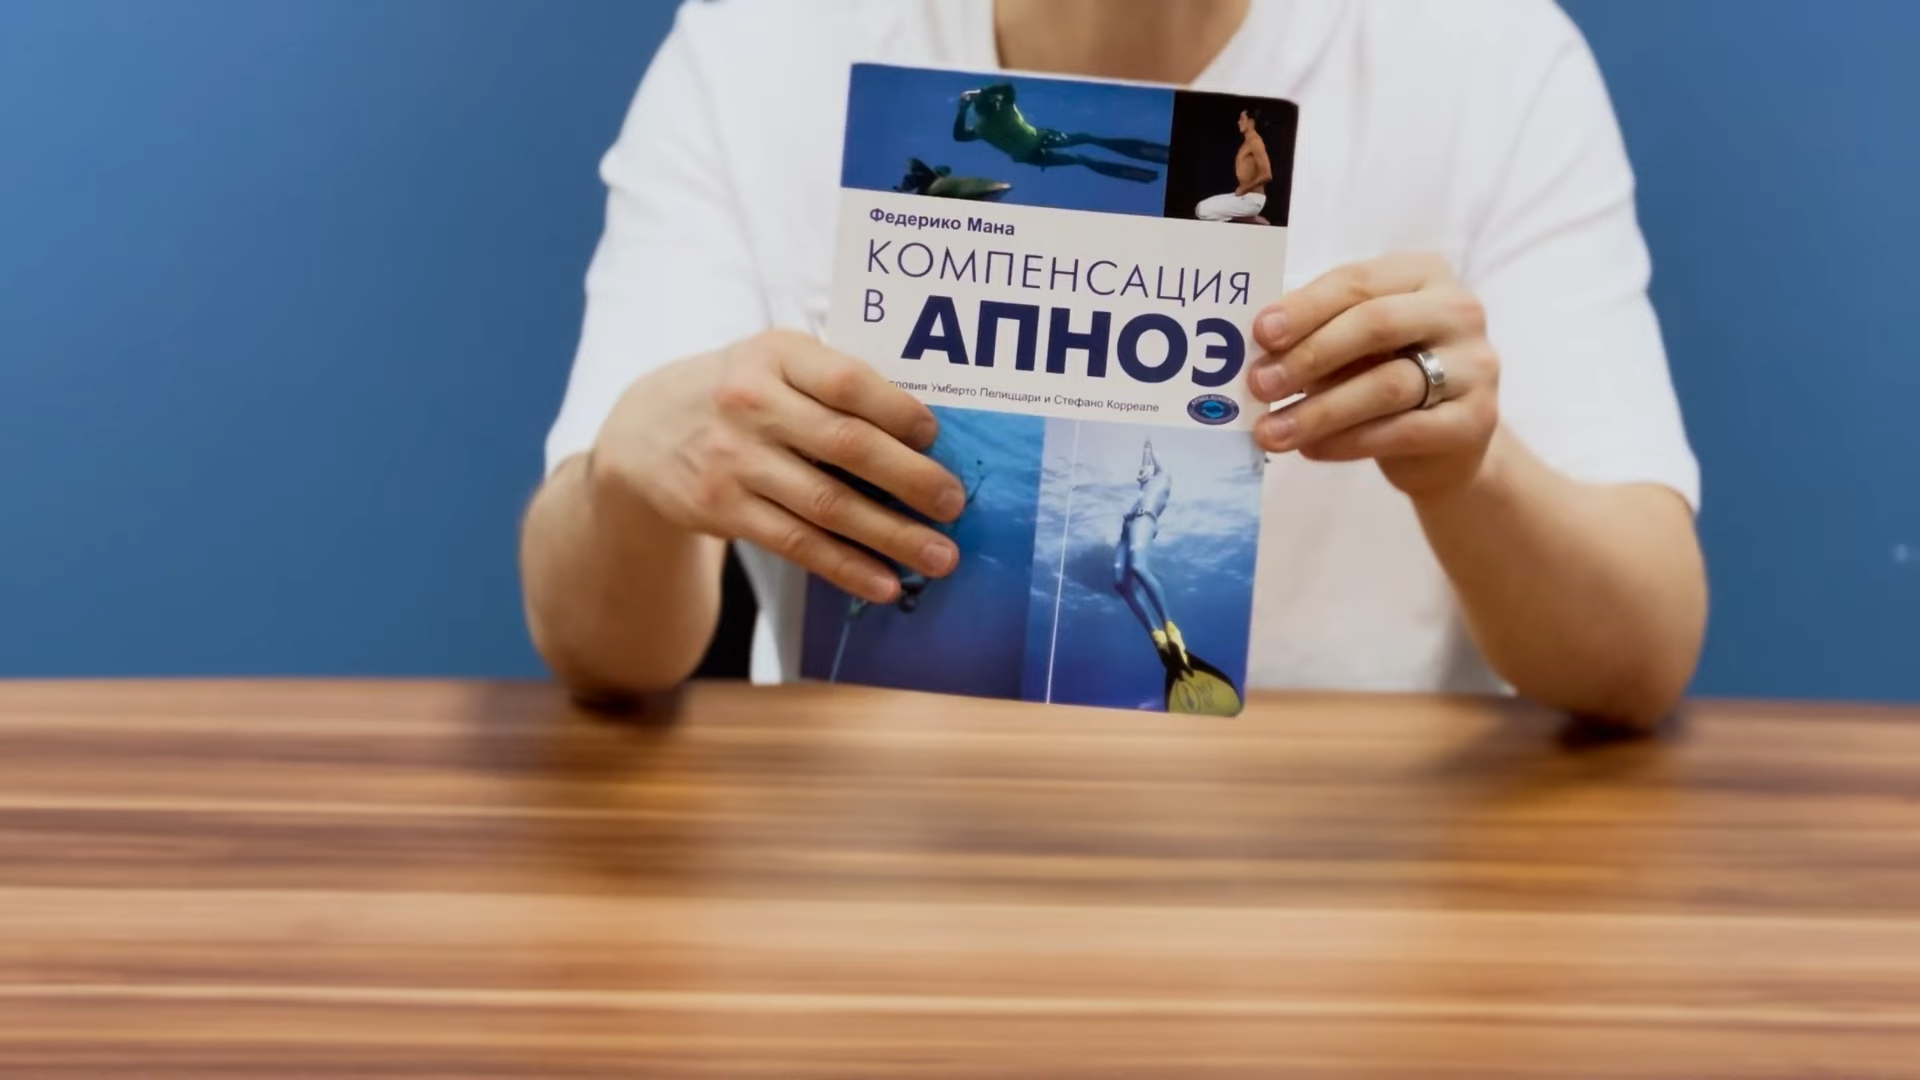 Федерико Мана
КОМПЕНСАЦИЯ
В АПНОЭ
Умберто Пелиццари и Стефано Корреале